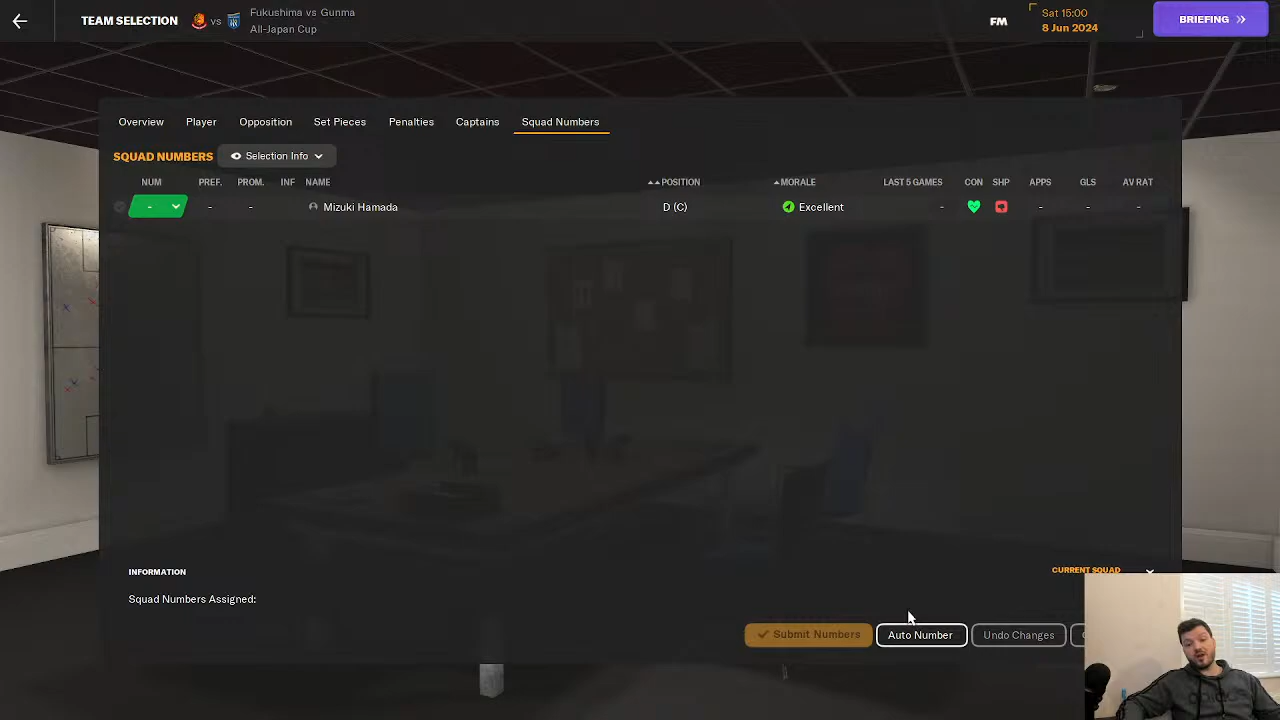 TEAM SELECTION
vs
Fukushima vs Gunma
All-Japan Cup
FM
Sat 15:00
8 Jun 2024
BRIEFING
Overview Player Opposition Set Pieces Penalties Captains Squad Numbers
SQUAD NUMBERS Selection Info
NUM PREF. PROM. INF NAME POSITION MORALE LAST 5 GAMES CON SHP APPS GLS AV RAT
- - - Mizuki Hamada D (C) Excellent - - - -
INFORMATION
CURRENT SQUAD
Squad Numbers Assigned:
Submit Numbers Auto Number Undo Changes